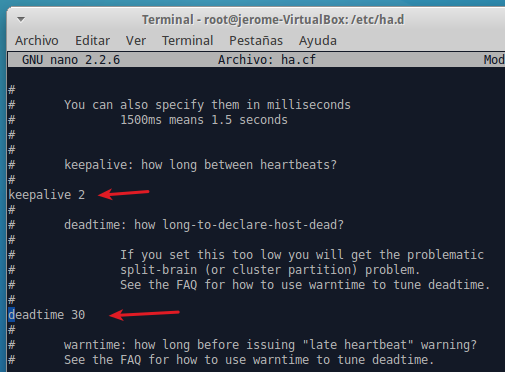 Terminal - root@jerome-VirtualBox: /etc/ha.d
Archivo Editar Ver Terminal Pestañas Ayuda
GNU nano 2.2.6 Archivo: ha.cf Mod
#
# You can also specify them in milliseconds
# 1500ms means 1.5 seconds
#
#
# keepalive: how long between heartbeats?
#
keepalive 2
#
# deadtime: how long-to-declare-host-dead?
#
# If you set this too low you will get the problematic
# split-brain (or cluster partition) problem.
# See the FAQ for how to use warntime to tune deadtime.
#
deadtime 30
#
# warntime: how long before issuing "late heartbeat" warning?
# See the FAQ for how to use warntime to tune deadtime.